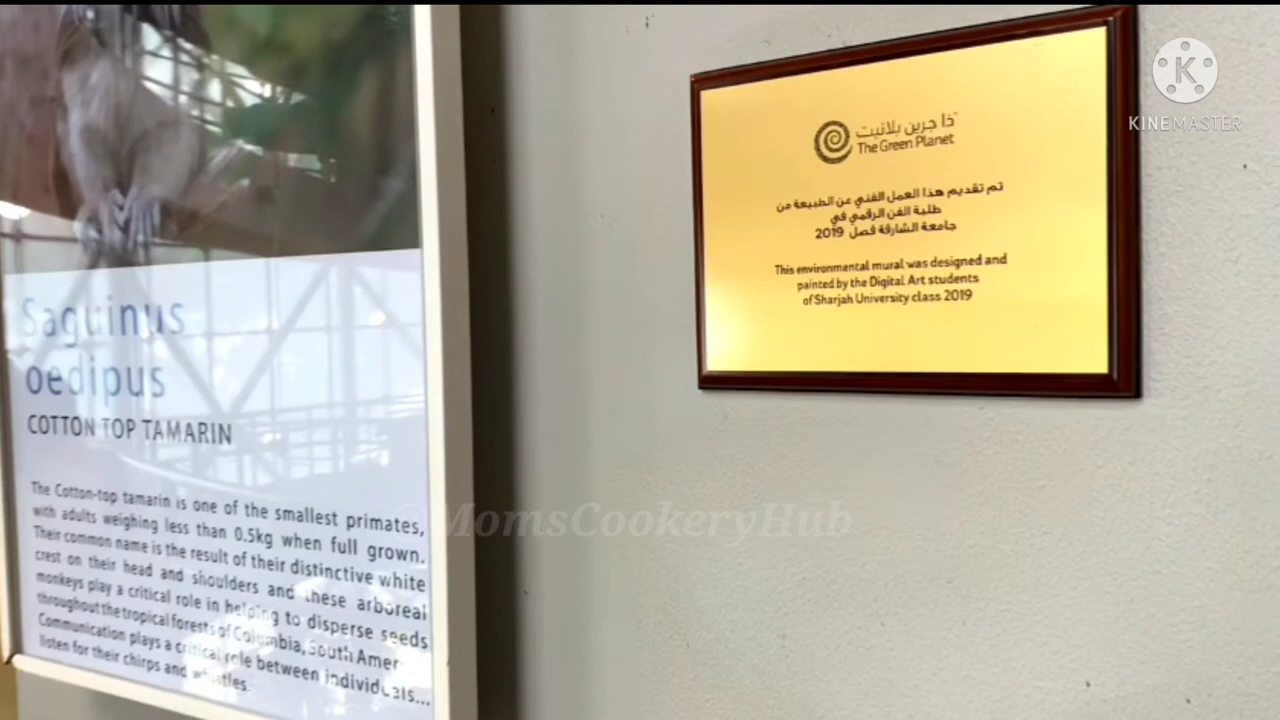 Saguinus
oedipus
COTTON TOP TAMARIN
The Cotton-top tamarin is one of the smallest primates,
with adults weighing less than 0.5kg when full grown.
Their common name is the result of their distinctive white
crest on their head and shoulders and these arboreal
monkeys play a critical role in helping to disperse seeds
throughout the tropical forests of Columbia, South Amer
Communication plays a critical role between individuals...
listen for their chirps and whistles.
ذا جرين بلانيت
The Green Planet
تم تقديم هذا العمل الفني عن الطبيعة من
طلبة الفن الرقمي في
جامعة الشارقة فصل 2019
This environmental mural was designed and
painted by the Digital Art students
of Sharjah University class 2019
K
KINEMASTER
@MomsCookeryHub